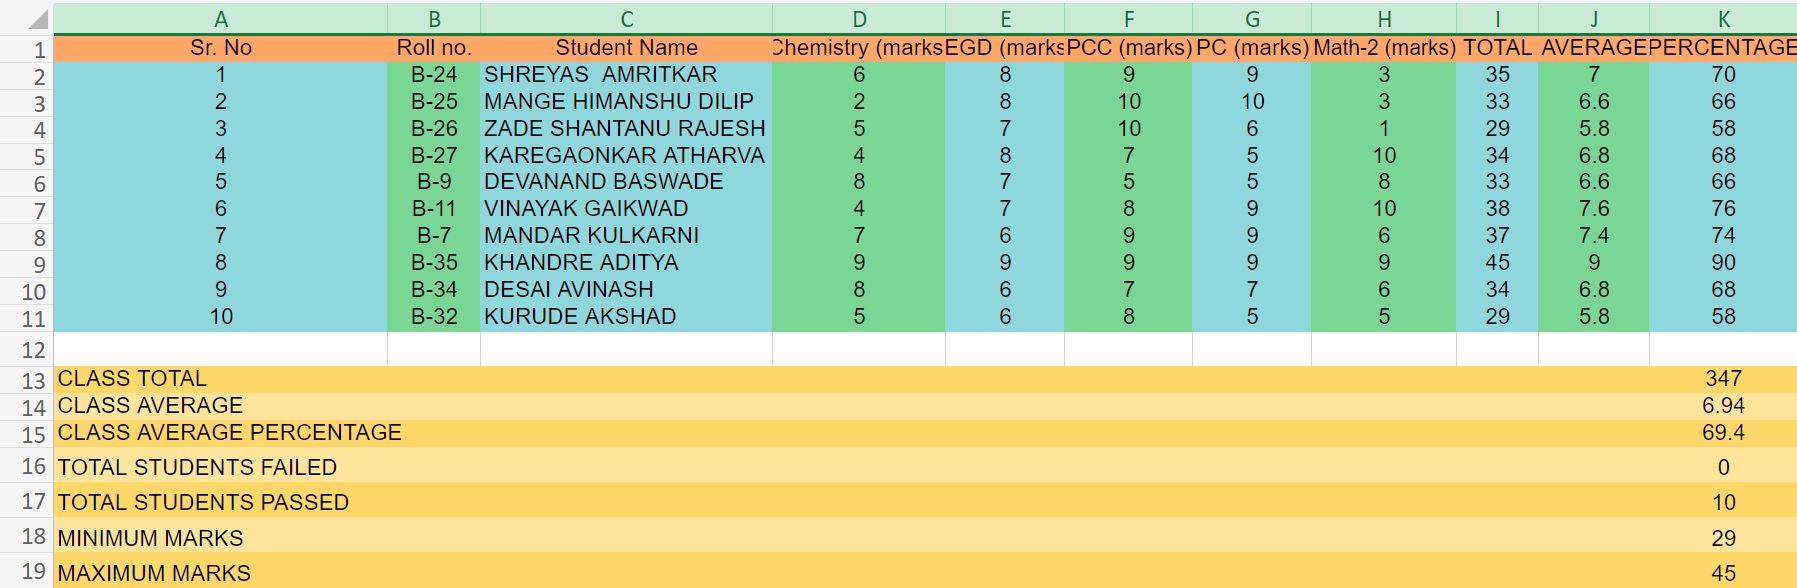 A B C D E F G H I J K
1 Sr. No Roll no. Student Name Chemistry (marks EGD (marks PCC (marks) PC (marks) Math-2 (marks) TOTAL AVERAGE PERCENTAGE
2 1 B-24 SHREYAS AMRITKAR 6 8 9 9 3 35 7 70
3 2 B-25 MANGE HIMANSHU DILIP 2 8 10 10 3 33 6.6 66
4 3 B-26 ZADE SHANTANU RAJESH 5 7 10 6 1 29 5.8 58
5 4 B-27 KAREGAONKAR ATHARVA 4 8 7 5 10 34 6.8 68
6 5 B-9 DEVANAND BASWADE 8 7 5 5 8 33 6.6 66
7 6 B-11 VINAYAK GAIKWAD 4 7 8 9 10 38 7.6 76
8 7 B-7 MANDAR KULKARNI 7 6 9 9 6 37 7.4 74
9 8 B-35 KHANDRE ADITYA 9 9 9 9 9 45 9 90
10 9 B-34 DESAI AVINASH 8 6 7 7 6 34 6.8 68
11 10 B-32 KURUDE AKSHAD 5 6 8 5 5 29 5.8 58
12
13 CLASS TOTAL 347
14 CLASS AVERAGE 6.94
15 CLASS AVERAGE PERCENTAGE 69.4
16 TOTAL STUDENTS FAILED 0
17 TOTAL STUDENTS PASSED 10
18 MINIMUM MARKS 29
19 MAXIMUM MARKS 45